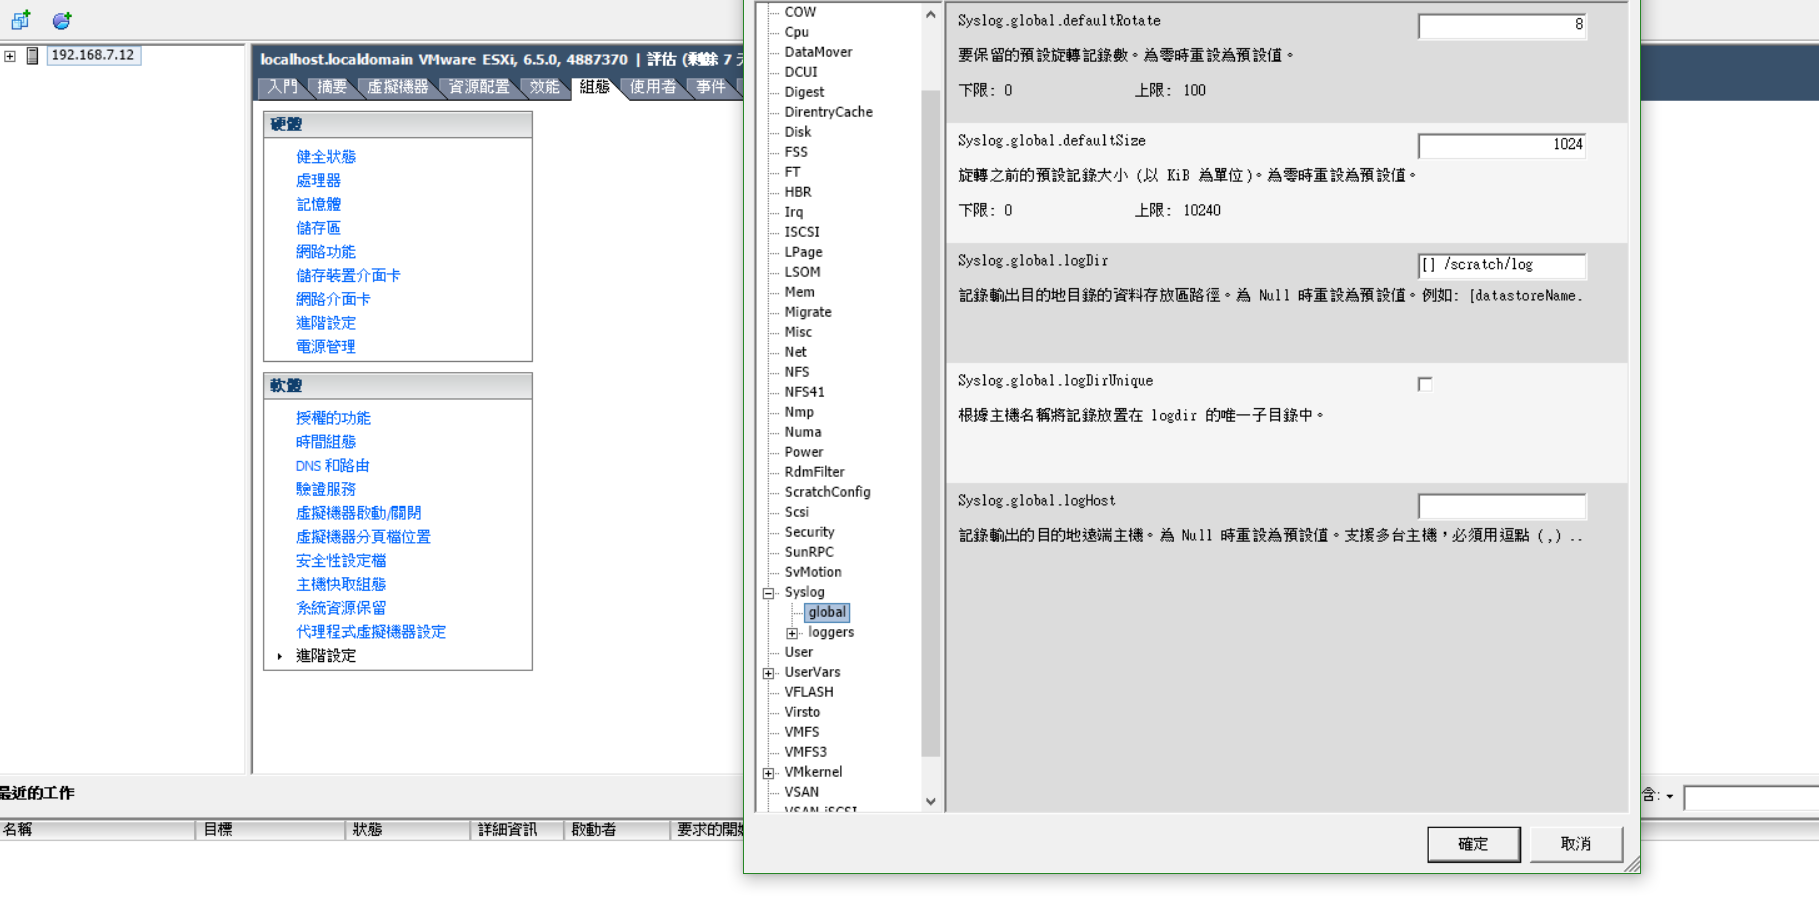 192.168.7.12
localhost.localdomain VMware ESXi, 6.5.0, 4887370 | 評估 (剩餘 7
入門 摘要 虛擬機器 資源配置 效能 組態 使用者 事件
硬體
健全狀態
處理器
記憶體
儲存區
網路功能
儲存裝置介面卡
網路介面卡
進階設定
電源管理
軟體
授權的功能
時間組態
DNS 和路由
驗證服務
虛擬機器啟動/關閉
虛擬機器分頁檔位置
安全性設定檔
主機快取組態
系統資源保留
代理程式虛擬機器設定
進階設定
COW
Cpu
DataMover
DCUI
Digest
DirentryCache
Disk
FSS
FT
HBR
Irq
ISCSI
LPage
LSOM
Mem
Migrate
Misc
Net
NFS
NFS41
Nmp
Numa
Power
RdmFilter
ScratchConfig
Scsi
Security
SunRPC
SvMotion
Syslog
global
loggers
User
UserVars
VFLASH
Virsto
VMFS
VMFS3
VMkernel
VSAN
VSAN iSCSI
Syslog.global.defaultRotate 8
要保留的預設旋轉記錄數。為零時重設為預設值。
下限: 0 上限: 100
Syslog.global.defaultSize 1024
旋轉之前的預設記錄大小 (以 KiB 為單位)。為零時重設為預設值。
下限: 0 上限: 10240
Syslog.global.logDir [] /scratch/log
記錄輸出目的地目錄的資料存放區路徑。為 Null 時重設為預設值。例如: [datastoreName.
Syslog.global.logDirUnique
根據主機名稱將記錄放置在 logdir 的唯一子目錄中。
Syslog.global.logHost
記錄輸出的目的地遠端主機。為 Null 時重設為預設值。支援多台主機，必須用逗點 (,) ..
確定 取消
最近的工作 含:
名稱 目標 狀態 詳細資訊 啟動者 要求的開始